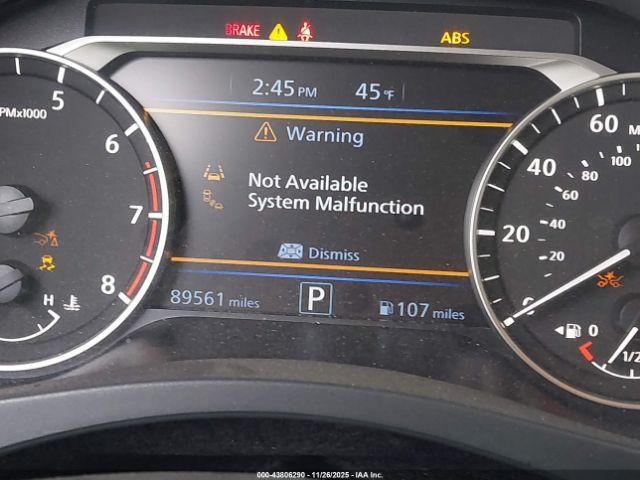 BRAKE ABS
2:45 PM 45°F
PMx1000
5
6
7
8
Warning
Not Available
System Malfunction
Dismiss
89561 miles P 107 miles
H
60 M
100
40 80
60
20 40
20
0
0
1/2
000-43806290 - 11/26/2025 - IAA Inc.